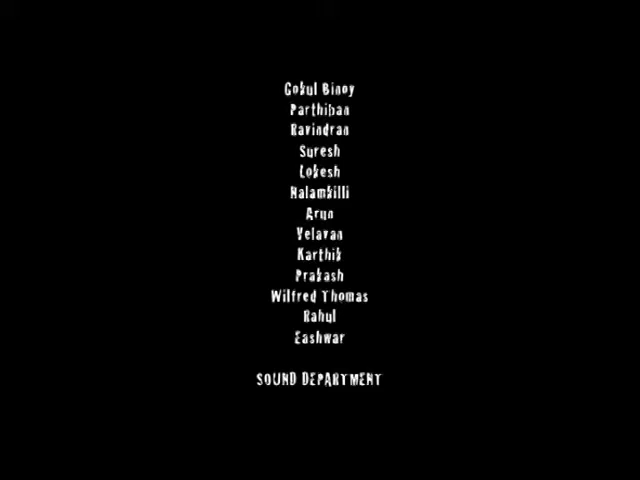 Gokul Binoy
Parthiban
Ravindran
Suresh
Lokesh
Nalamkilli
Arun
Velavan
Karthik
Prakash
Wilfred Thomas
Rahul
Eashwar
SOUND DEPARTMENT